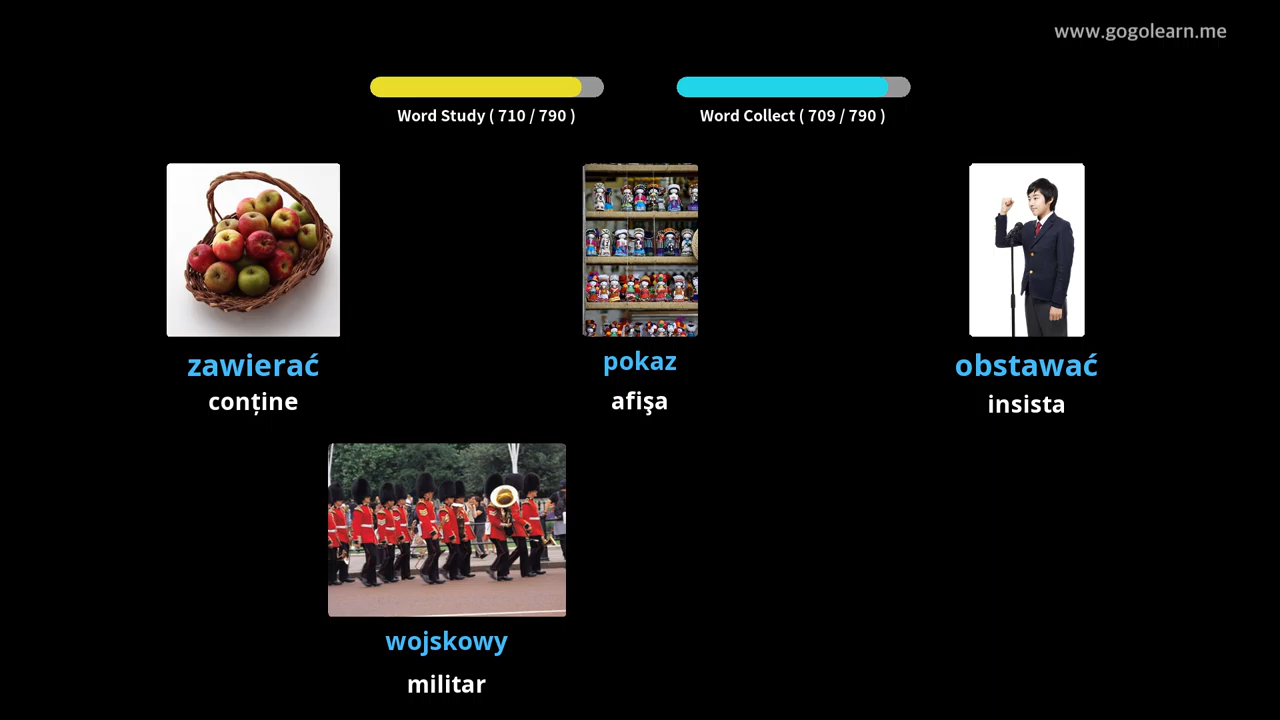 www.gogolearn.me
Word Study ( 710 / 790 )
Word Collect ( 709 / 790 )
zawierać
conține
pokaz
afişa
obstawać
insista
wojskowy
militar